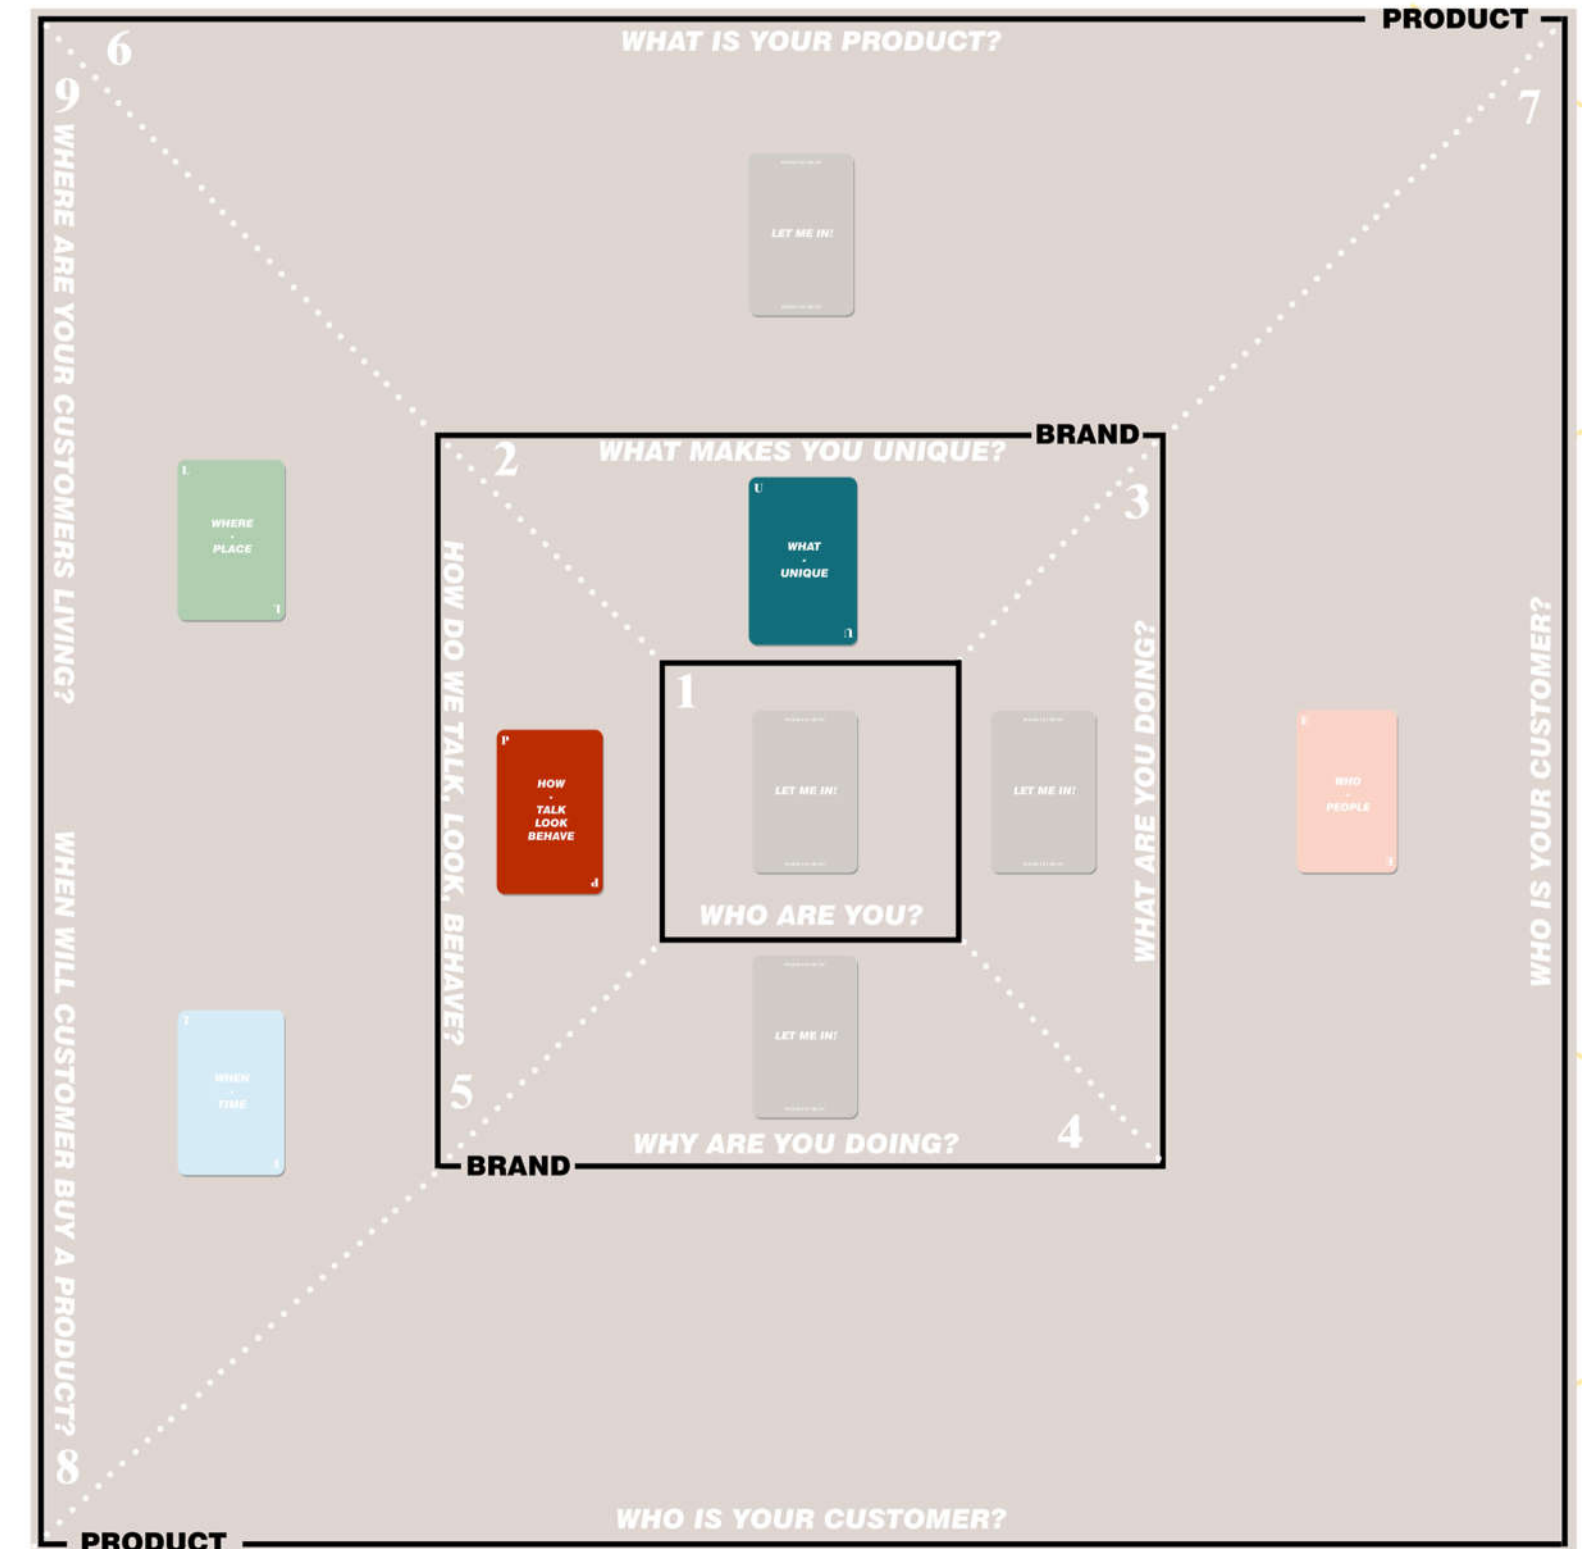 PRODUCT
6
WHAT IS YOUR PRODUCT?
7
9
WHERE ARE YOUR CUSTOMERS LIVING?
LET ME IN!
BRAND
2
WHAT MAKES YOU UNIQUE?
3
L
WHERE
-
PLACE
L
U
WHAT
-
UNIQUE
U
HOW DO WE TALK, LOOK, BEHAVE?
WHAT ARE YOU DOING?
WHO IS YOUR CUSTOMER?
1
P
HOW
-
TALK
LOOK
BEHAVE
P
LET ME IN!
LET ME IN!
WHO
-
PEOPLE
WHO ARE YOU?
WHEN WILL CUSTOMER BUY A PRODUCT?
LET ME IN!
WHEN
-
TIME
5
WHY ARE YOU DOING?
4
BRAND
8
WHO IS YOUR CUSTOMER?
PRODUCT